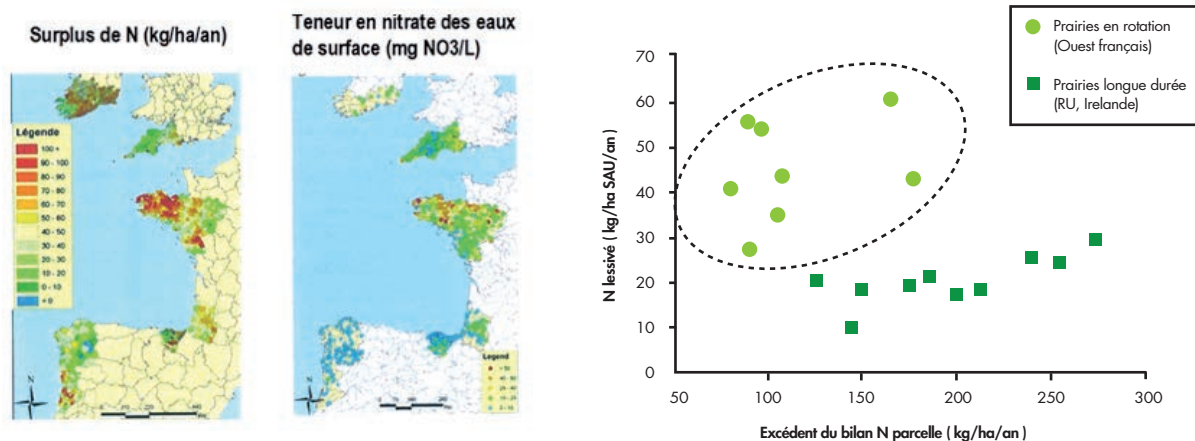 Surplus de N (kg/ha/an)
Légende
100 +
90 - 100
80 - 90
70 - 80
60 - 70
50 - 60
40 - 50
30 - 40
20 - 30
10 - 20
0 - 10
< 0
N
Teneur en nitrate des eaux
de surface (mg NO3/L)
Legend
N
Prairies en rotation
(Ouest français)
Prairies longue durée
(RU, Irelande)
N lessivé ( kg/ha SAU/an )
70
60
50
40
30
20
10
0
50
100
150
200
250
300
Excédent du bilan N parcelle ( kg/ha/an )